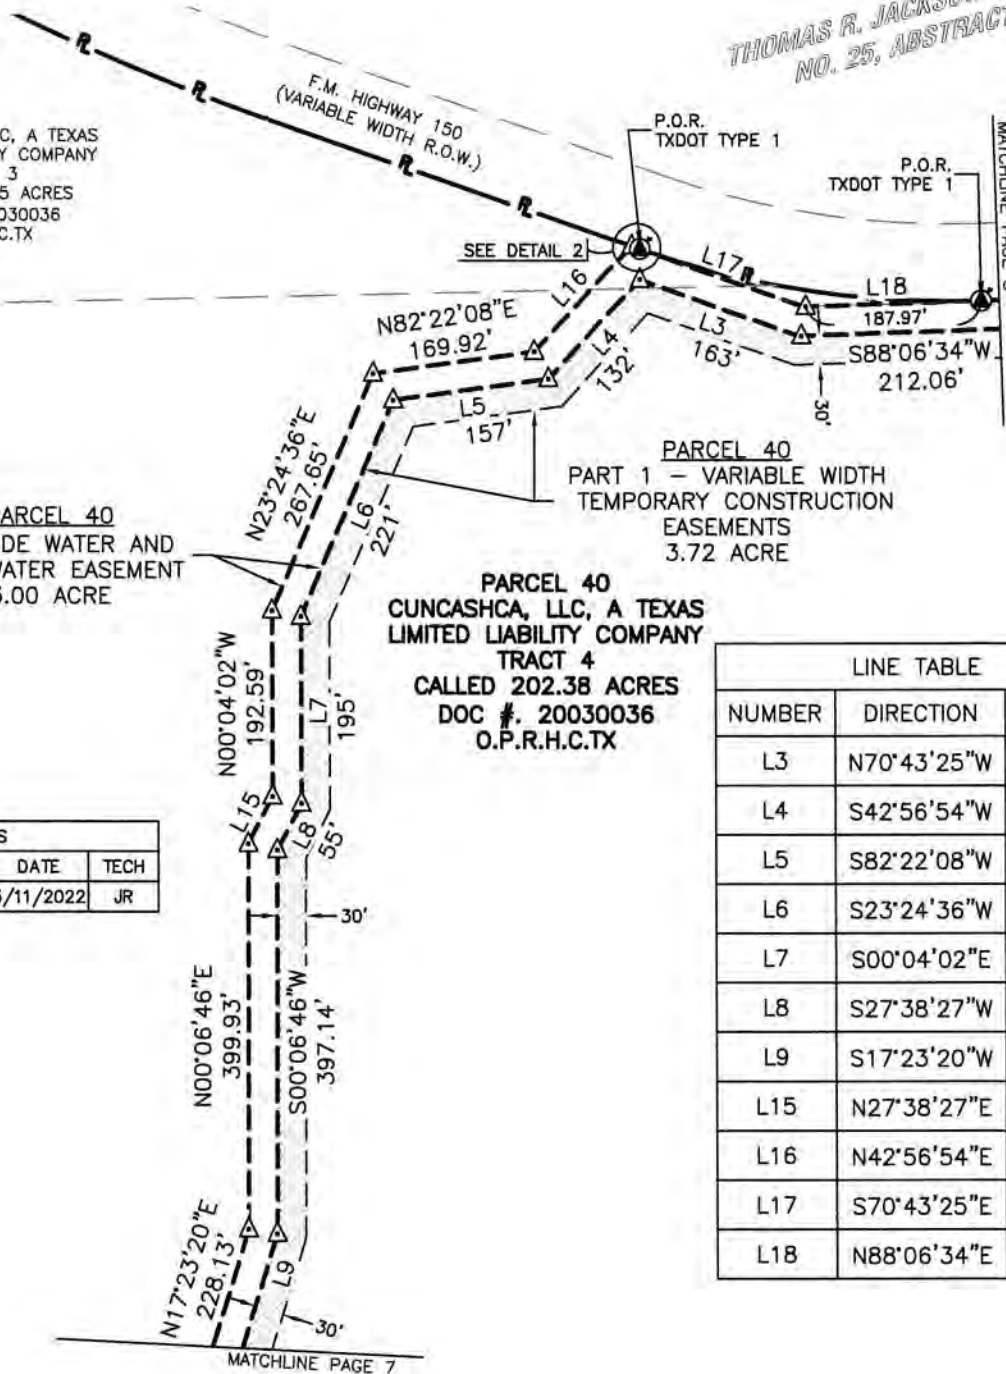 THOMAS R. JACKSO
NO. 25, ABSTRACT
F.M. HIGHWAY 150
(VARIABLE WIDTH R.O.W.)
C, A TEXAS
Y COMPANY
3
5 ACRES
030036
C.TX
P.O.R.
TXDOT TYPE 1
P.O.R.
TXDOT TYPE 1
MATCHLINE PAGE
SEE DETAIL 2
L16
L17
L18
187.97'
N82°22'08"E
169.92'
L3
163'
L4
132'
S88°06'34"W
212.06'
30'
L5
157'
N23°24'36"E
267.65'
L6
221'
PARCEL 40
PART 1 – VARIABLE WIDTH
TEMPORARY CONSTRUCTION
EASEMENTS
3.72 ACRE
PARCEL 40
DE WATER AND
WATER EASEMENT
.00 ACRE
PARCEL 40
CUNCASHCA, LLC, A TEXAS
LIMITED LIABILITY COMPANY
TRACT 4
CALLED 202.38 ACRES
DOC #. 20030036
O.P.R.H.C.TX
N00°04'02"W
192.59'
L7
195'
L15
L8
55'
S
DATE TECH
/11/2022 JR
30'
N00°06'46"E
399.93'
S00°06'46"W
397.14'
N17°23'20"E
228.13'
L9
30'
MATCHLINE PAGE 7
LINE TABLE
NUMBER DIRECTION
L3 N70°43'25"W
L4 S42°56'54"W
L5 S82°22'08"W
L6 S23°24'36"W
L7 S00°04'02"E
L8 S27°38'27"W
L9 S17°23'20"W
L15 N27°38'27"E
L16 N42°56'54"E
L17 S70°43'25"E
L18 N88°06'34"E